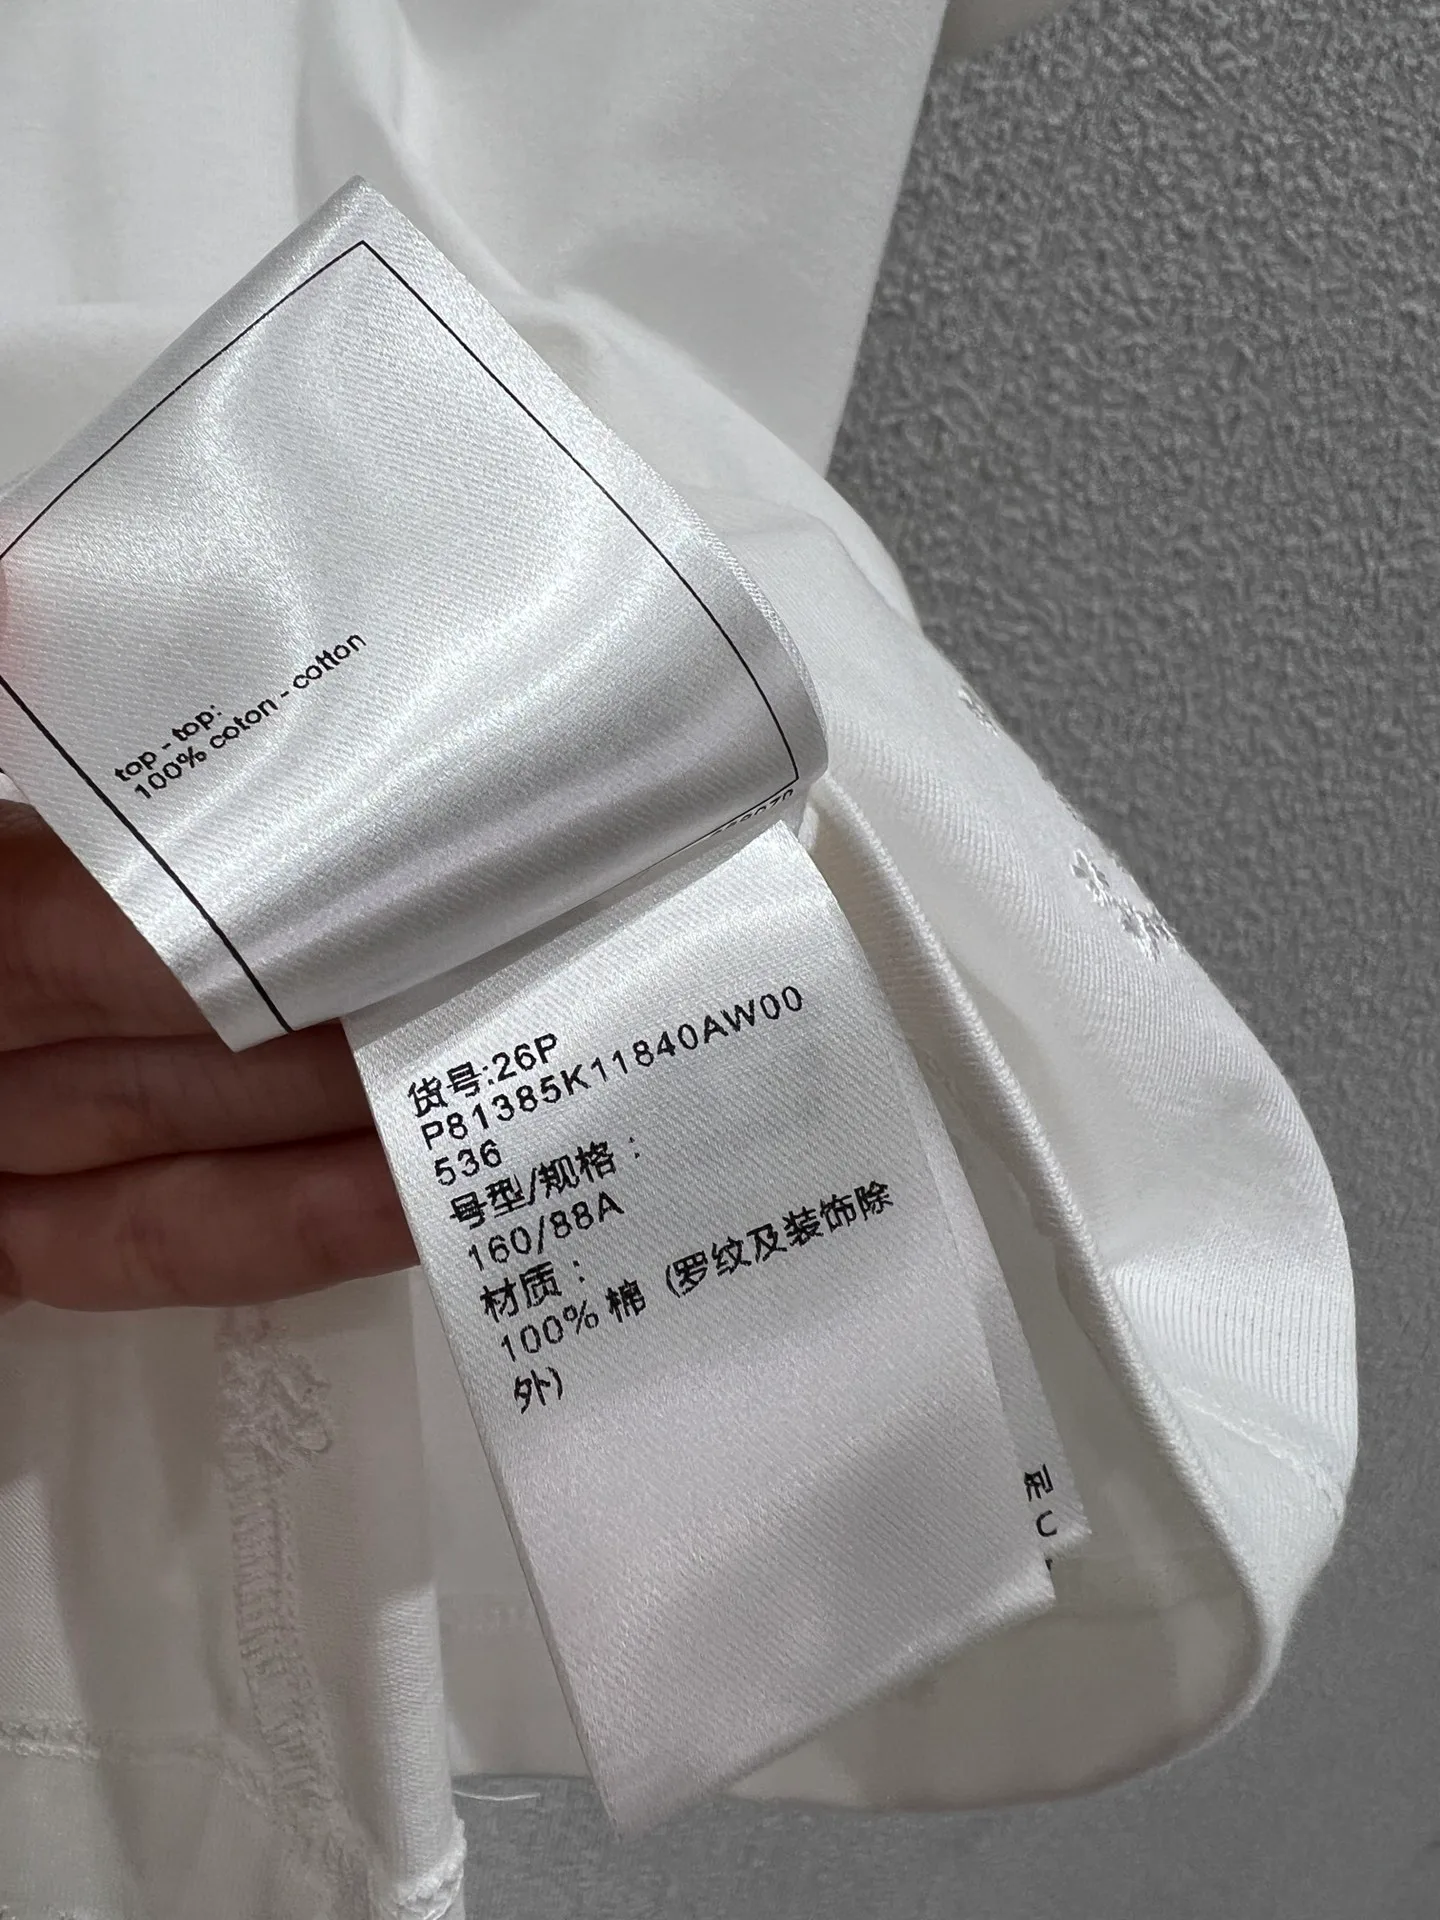 top - top:
100% coton - cotton
货号:26P
P81385K11840AW00
536
号型/规格：
160/88A
材质：
100% 棉 (罗纹及装饰除
外)
剂
C